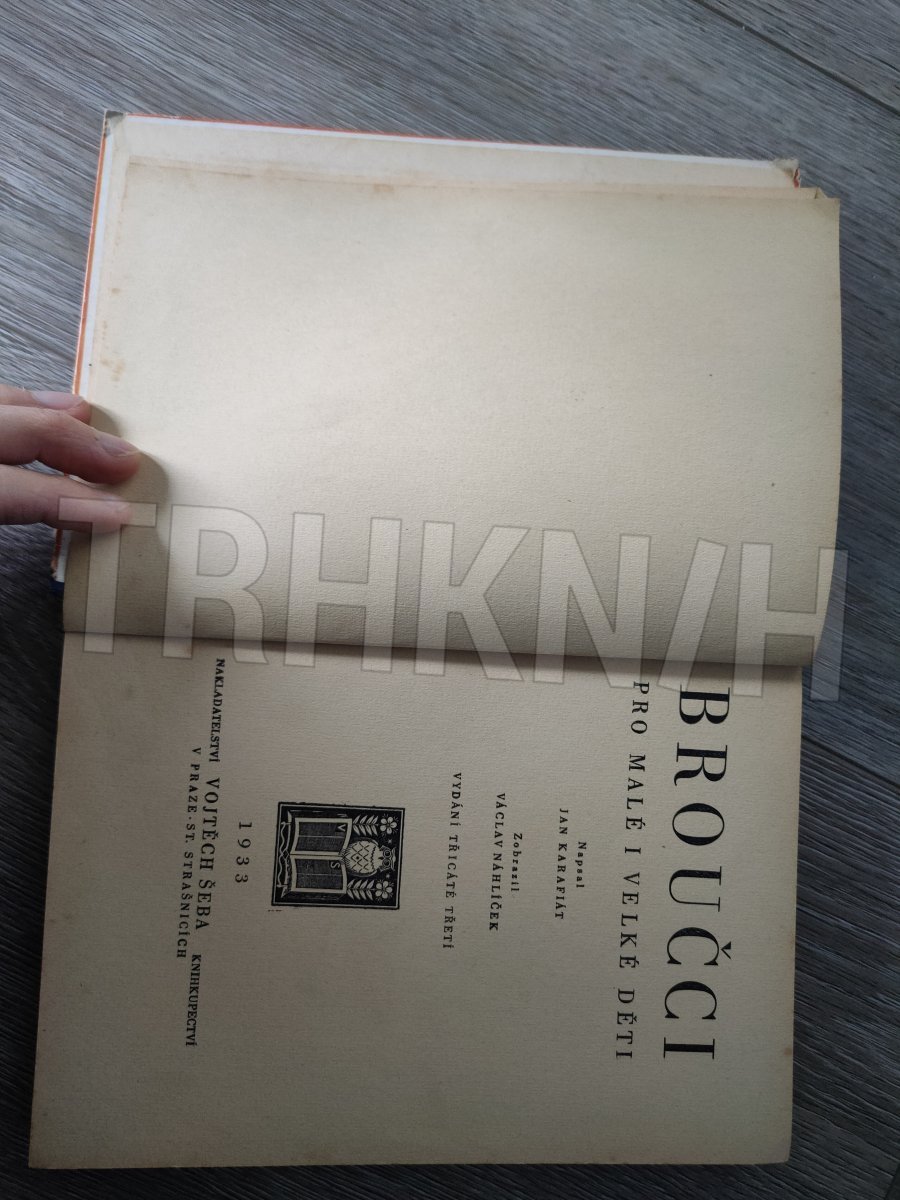 BROUČCI
PRO MALÉ I VELKÉ DĚTI
Napsal
JAN KARAFIÁT
Zobrazil
VÁCLAV NÁHLÍČEK
VYDÁNÍ TŘICÁTÉ TŘETÍ
V Š
1933
NAKLADATELSTVÍ VOJTĚCH ŠEBA KNIHKUPECTVÍ
V PRAZE - ST. STRAŠNICÍCH
TRHKNIH